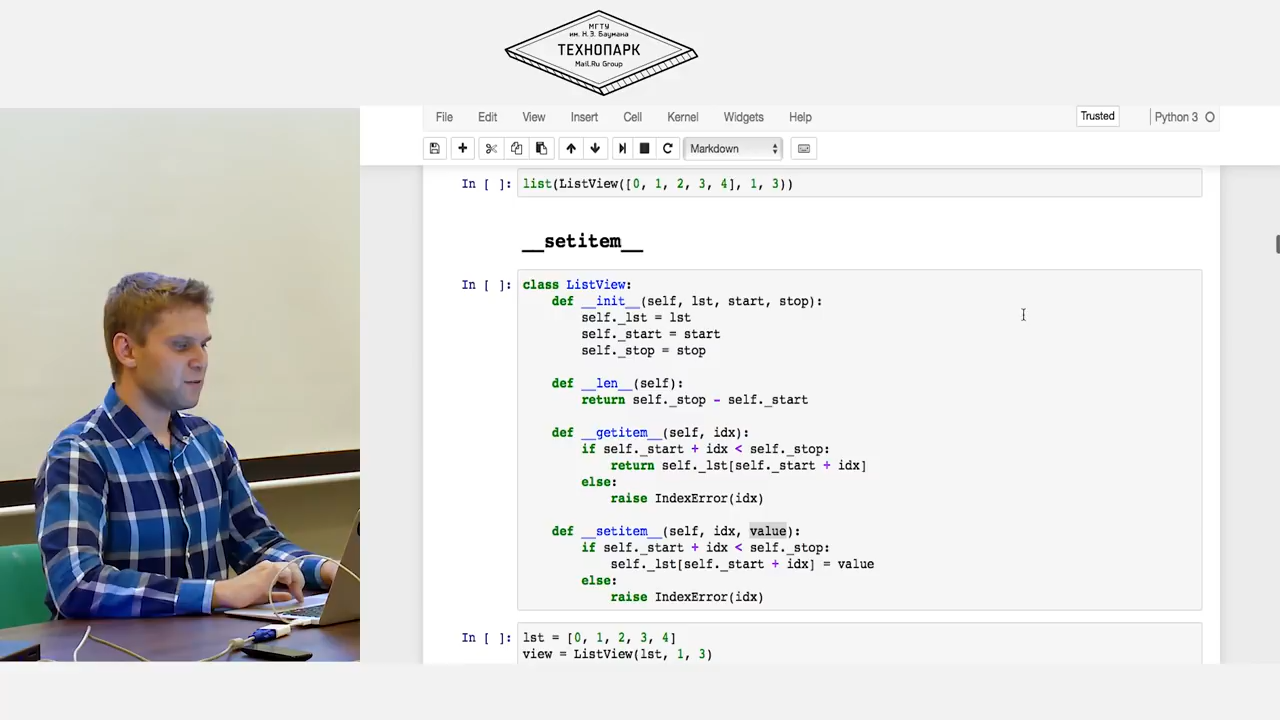 МГТУ
им. Н.Э. Баумана
ТЕХНОПАРК
Mail.Ru Group
File Edit View Insert Cell Kernel Widgets Help Trusted Python 3
Markdown
In [ ]: list(ListView([0, 1, 2, 3, 4], 1, 3))
__setitem__
In [ ]: class ListView:
    def __init__(self, lst, start, stop):
        self._lst = lst
        self._start = start
        self._stop = stop
    def __len__(self):
        return self._stop - self._start
    def __getitem__(self, idx):
        if self._start + idx < self._stop:
            return self._lst[self._start + idx]
        else:
            raise IndexError(idx)
    def __setitem__(self, idx, value):
        if self._start + idx < self._stop:
            self._lst[self._start + idx] = value
        else:
            raise IndexError(idx)
In [ ]: lst = [0, 1, 2, 3, 4]
view = ListView(lst, 1, 3)